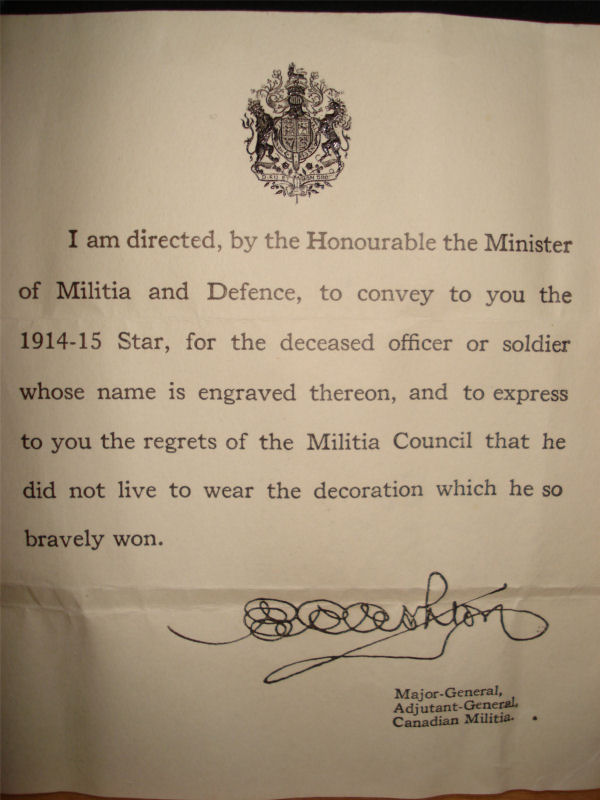 I am directed, by the Honourable the Minister
of Militia and Defence, to convey to you the
1914-15 Star, for the deceased officer or soldier
whose name is engraved thereon, and to express
to you the regrets of the Militia Council that he
did not live to wear the decoration which he so
bravely won.
Major-General,
Adjutant-General,
Canadian Militia.